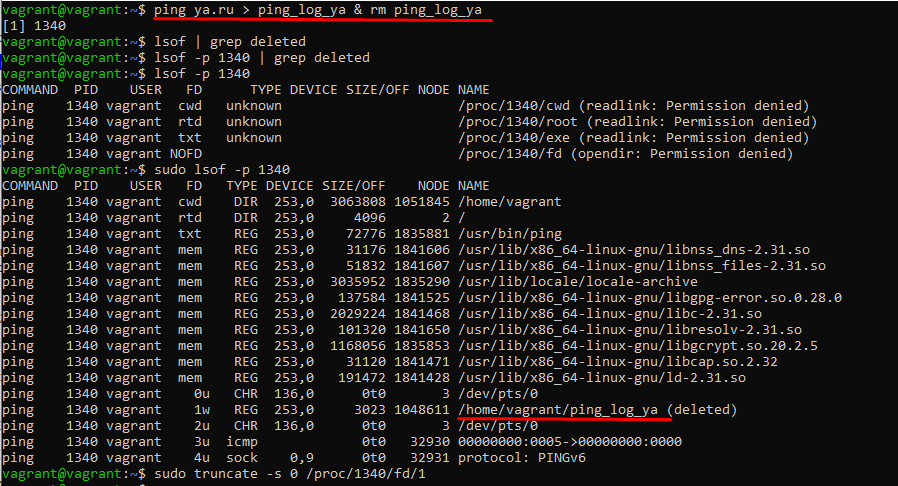 vagrant@vagrant:~$ ping ya.ru > ping_log_ya & rm ping_log_ya
[1] 1340
vagrant@vagrant:~$ lsof | grep deleted
vagrant@vagrant:~$ lsof -p 1340 | grep deleted
vagrant@vagrant:~$ lsof -p 1340
COMMAND  PID    USER   FD      TYPE DEVICE SIZE/OFF NODE NAME
ping    1340 vagrant  cwd   unknown                      /proc/1340/cwd (readlink: Permission denied)
ping    1340 vagrant  rtd   unknown                      /proc/1340/root (readlink: Permission denied)
ping    1340 vagrant  txt   unknown                      /proc/1340/exe (readlink: Permission denied)
ping    1340 vagrant NOFD                                /proc/1340/fd (opendir: Permission denied)
vagrant@vagrant:~$ sudo lsof -p 1340
COMMAND  PID    USER   FD   TYPE DEVICE SIZE/OFF    NODE NAME
ping    1340 vagrant  cwd    DIR  253,0  3063808 1051845 /home/vagrant
ping    1340 vagrant  rtd    DIR  253,0     4096       2 /
ping    1340 vagrant  txt    REG  253,0    72776 1835881 /usr/bin/ping
ping    1340 vagrant  mem    REG  253,0    31176 1841606 /usr/lib/x86_64-linux-gnu/libnss_dns-2.31.so
ping    1340 vagrant  mem    REG  253,0    51832 1841607 /usr/lib/x86_64-linux-gnu/libnss_files-2.31.so
ping    1340 vagrant  mem    REG  253,0  3035952 1835290 /usr/lib/locale/locale-archive
ping    1340 vagrant  mem    REG  253,0   137584 1841525 /usr/lib/x86_64-linux-gnu/libgpg-error.so.0.28.0
ping    1340 vagrant  mem    REG  253,0  2029224 1841468 /usr/lib/x86_64-linux-gnu/libc-2.31.so
ping    1340 vagrant  mem    REG  253,0   101320 1841650 /usr/lib/x86_64-linux-gnu/libresolv-2.31.so
ping    1340 vagrant  mem    REG  253,0  1168056 1835853 /usr/lib/x86_64-linux-gnu/libgcrypt.so.20.2.5
ping    1340 vagrant  mem    REG  253,0    31120 1841471 /usr/lib/x86_64-linux-gnu/libcap.so.2.32
ping    1340 vagrant  mem    REG  253,0   191472 1841428 /usr/lib/x86_64-linux-gnu/ld-2.31.so
ping    1340 vagrant    0u   CHR  136,0      0t0       3 /dev/pts/0
ping    1340 vagrant    1w   REG  253,0     3023 1048611 /home/vagrant/ping_log_ya (deleted)
ping    1340 vagrant    2u   CHR  136,0      0t0       3 /dev/pts/0
ping    1340 vagrant    3u  icmp             0t0   32930 00000000:0005->00000000:0000
ping    1340 vagrant    4u  sock    0,9      0t0   32931 protocol: PINGv6
vagrant@vagrant:~$ sudo truncate -s 0 /proc/1340/fd/1